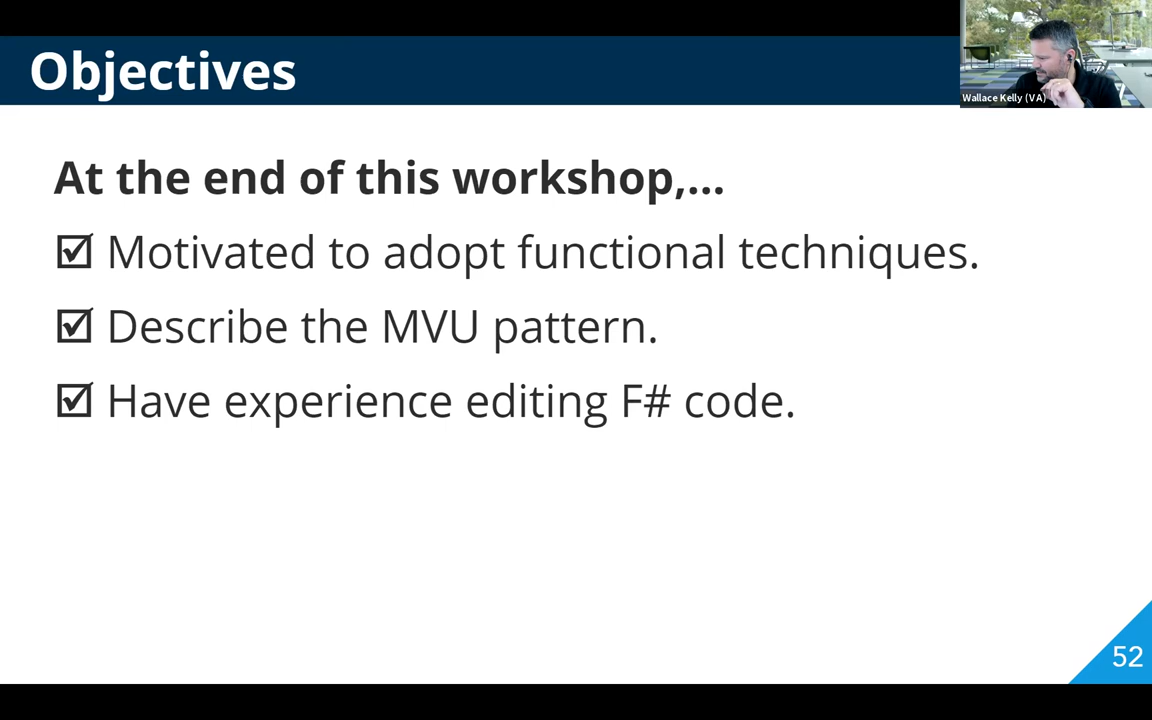 Objectives
Wallace Kelly (VA)
At the end of this workshop,...
☑ Motivated to adopt functional techniques.
☑ Describe the MVU pattern.
☑ Have experience editing F# code.
52